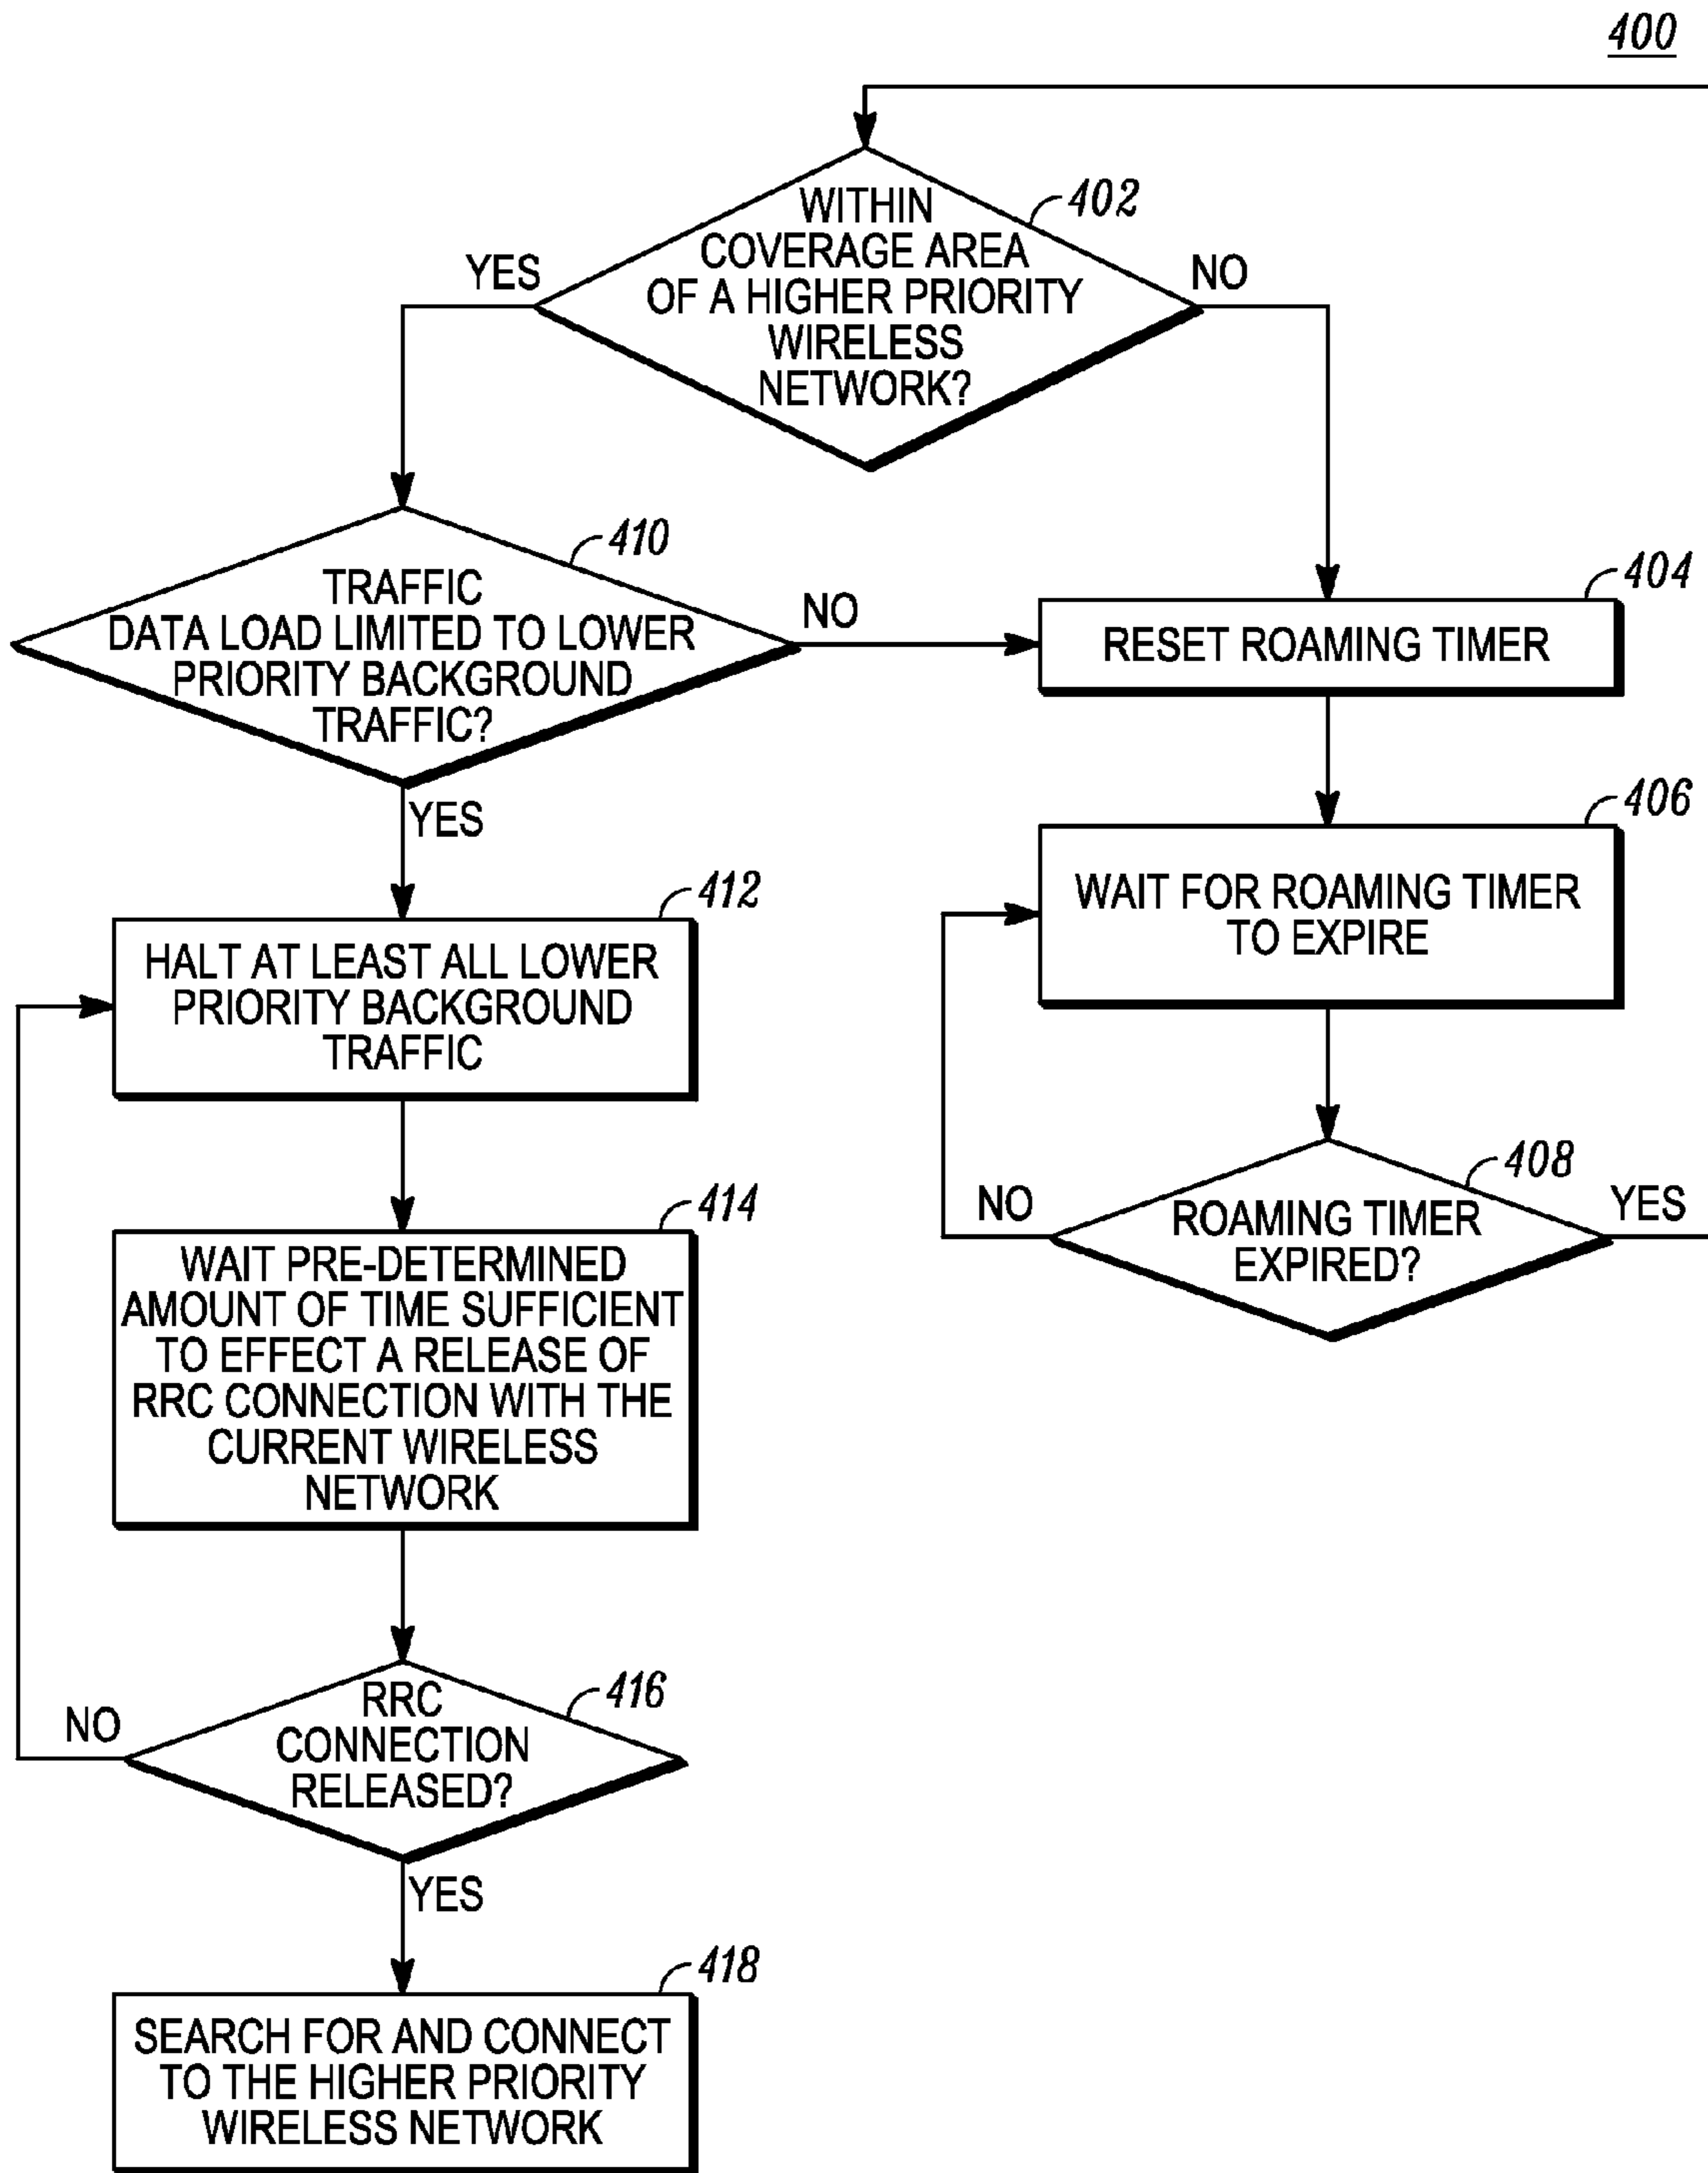 400
WITHIN
COVERAGE AREA
OF A HIGHER PRIORITY
WIRELESS
NETWORK?
402
YES
NO
TRAFFIC
DATA LOAD LIMITED TO LOWER
PRIORITY BACKGROUND
TRAFFIC?
410
NO
YES
RESET ROAMING TIMER
404
WAIT FOR ROAMING TIMER
TO EXPIRE
406
ROAMING TIMER
EXPIRED?
408
NO
YES
HALT AT LEAST ALL LOWER
PRIORITY BACKGROUND
TRAFFIC
412
WAIT PRE-DETERMINED
AMOUNT OF TIME SUFFICIENT
TO EFFECT A RELEASE OF
RRC CONNECTION WITH THE
CURRENT WIRELESS
NETWORK
414
RRC
CONNECTION
RELEASED?
416
NO
YES
SEARCH FOR AND CONNECT
TO THE HIGHER PRIORITY
WIRELESS NETWORK
418